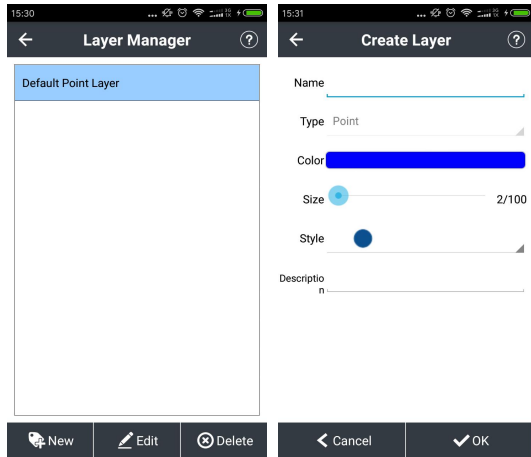 15:30
Layer Manager
Default Point Layer
New
Edit
Delete
15:31
Create Layer
Name
Type Point
Color
Size 2/100
Style
Descriptio
n
Cancel
OK